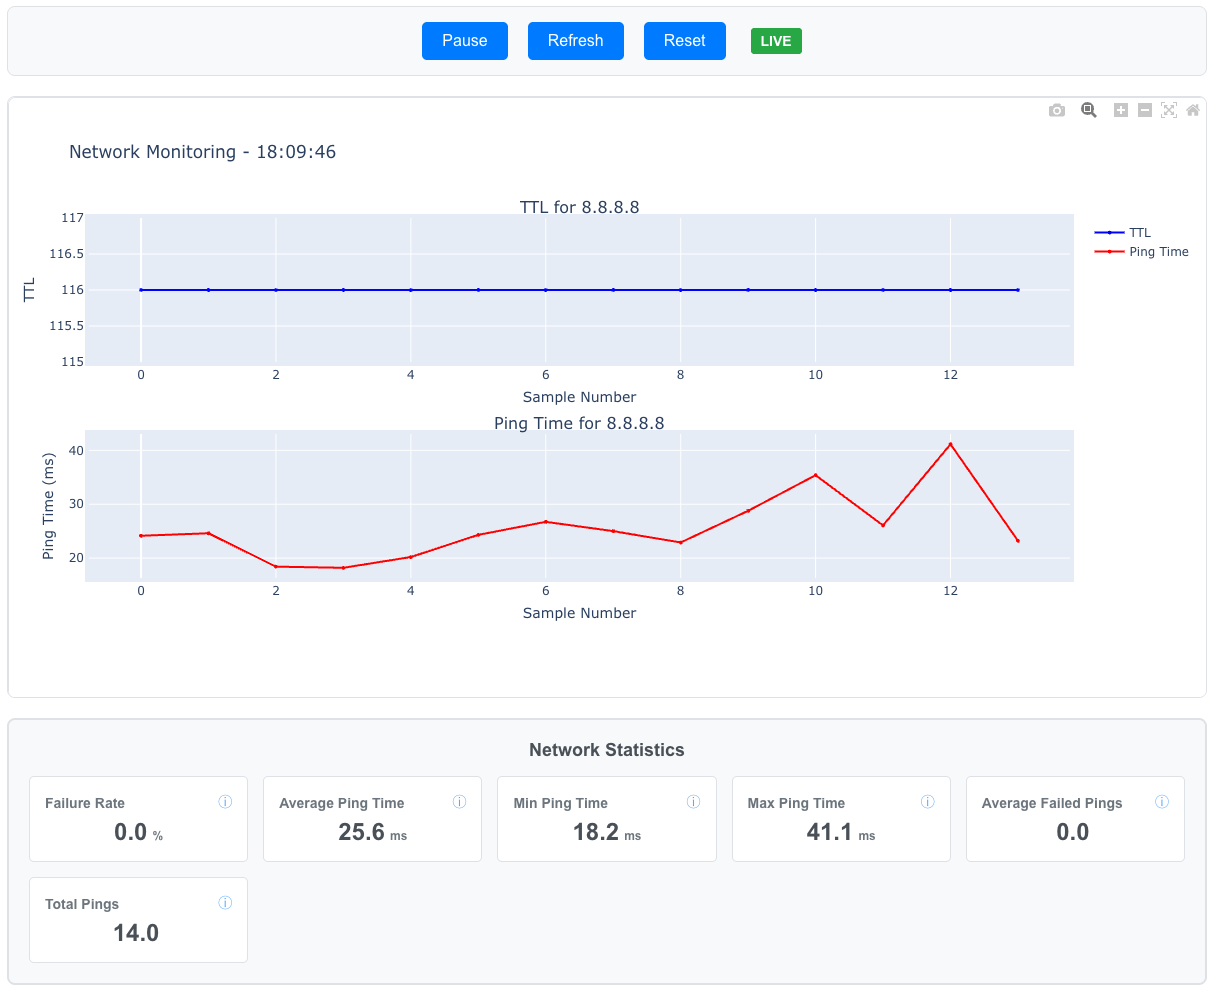 Pause Refresh Reset LIVE
Network Monitoring - 18:09:46
TTL for 8.8.8.8
117
116.5
116
115.5
115
TTL
0 2 4 6 8 10 12
Sample Number
TTL
Ping Time
Ping Time for 8.8.8.8
40
30
20
Ping Time (ms)
0 2 4 6 8 10 12
Sample Number
Network Statistics
Failure Rate ⓘ
0.0 %
Average Ping Time ⓘ
25.6 ms
Min Ping Time ⓘ
18.2 ms
Max Ping Time ⓘ
41.1 ms
Average Failed Pings ⓘ
0.0
Total Pings ⓘ
14.0